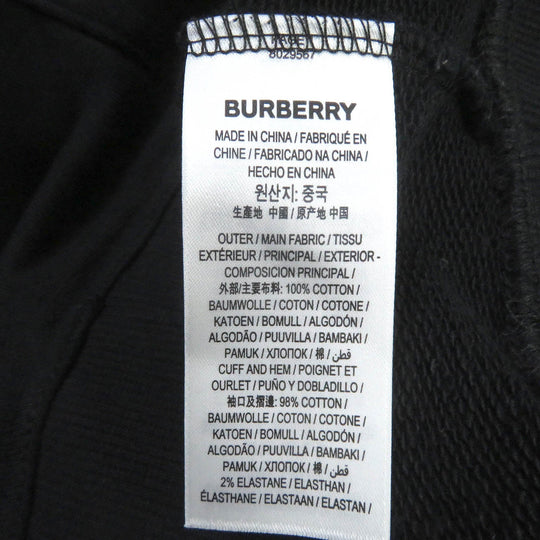 8029567
BURBERRY
MADE IN CHINA / FABRIQUÉ EN
CHINE / FABRICADO NA CHINA /
HECHO EN CHINA
원산지: 중국
生產地 中國 / 原产地 中国
OUTER / MAIN FABRIC / TISSU
EXTÉRIEUR / PRINCIPAL / EXTERIOR -
COMPOSICION PRINCIPAL /
外部/主要布料: 100% COTTON /
BAUMWOLLE / COTON / COTONE /
KATOEN / BOMULL / ALGODÓN /
ALGODÃO / PUUVILLA / BAMBAKI /
PAMUK / ХЛОПОК / 棉 / قطن /
CUFF AND HEM / POIGNET ET
OURLET / PUÑO Y DOBLADILLO /
袖口及摺邊: 98% COTTON /
BAUMWOLLE / COTON / COTONE /
KATOEN / BOMULL / ALGODÓN /
ALGODÃO / PUUVILLA / BAMBAKI /
PAMUK / ХЛОПОК / 棉 / قطن /
2% ELASTANE / ELASTHAN /
ÉLASTHANE / ELASTAAN / ELASTAN /